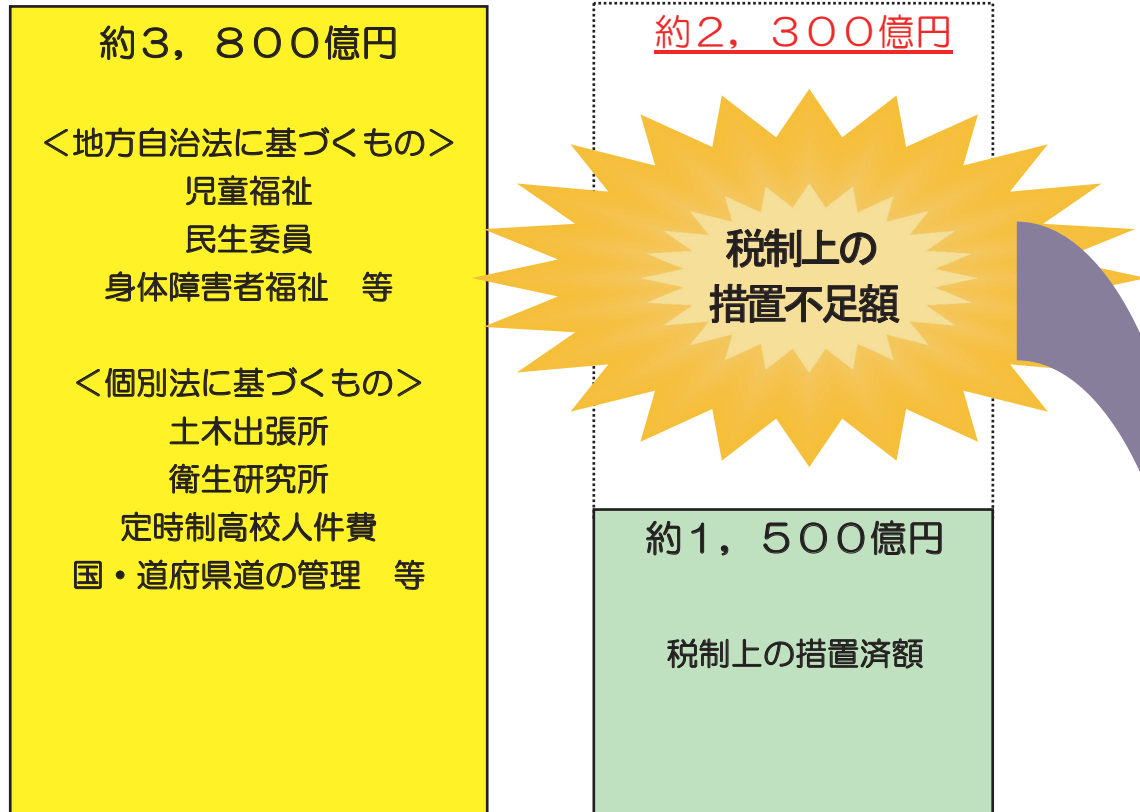 約3，800億円
＜地方自治法に基づくもの＞
児童福祉
民生委員
身体障害者福祉　等
＜個別法に基づくもの＞
土木出張所
衛生研究所
定時制高校人件費
国・道府県道の管理　等
約2，300億円
税制上の
措置不足額
約1，500億円
税制上の措置済額